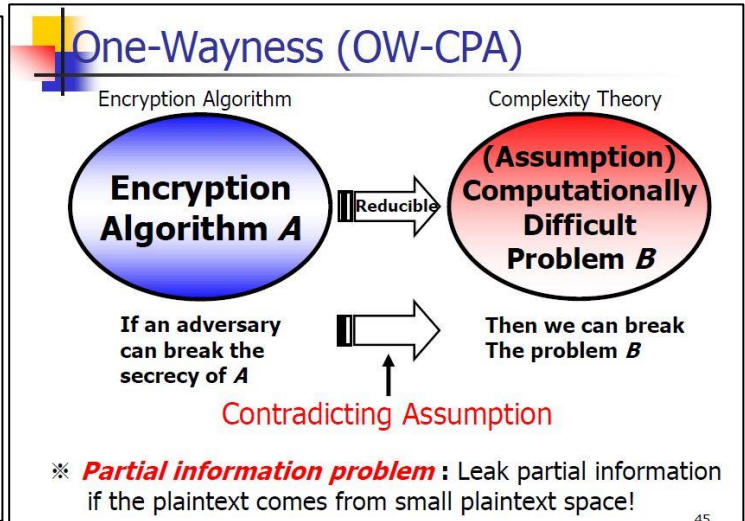 One-Wayness (OW-CPA)
Encryption Algorithm
Complexity Theory
Encryption
Algorithm A
Reducible
(Assumption)
Computationally
Difficult
Problem B
If an adversary
can break the
secrecy of A
Then we can break
The problem B
Contradicting Assumption
※ Partial information problem : Leak partial information
if the plaintext comes from small plaintext space!
45